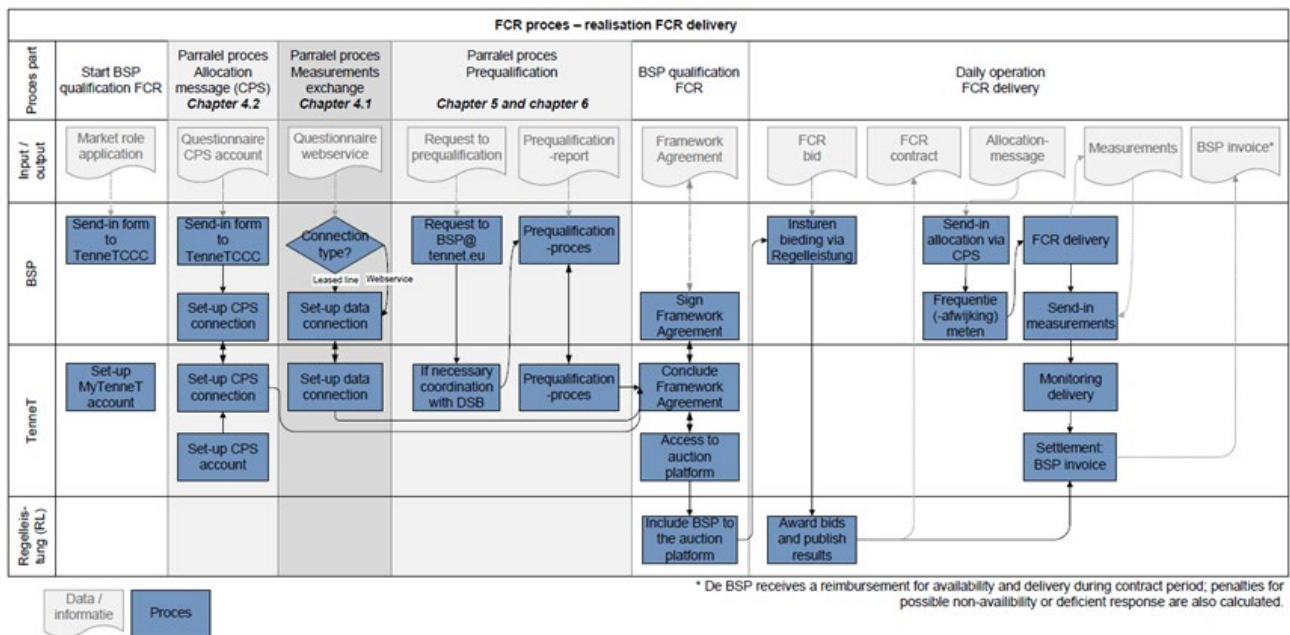 FCR proces – realisation FCR delivery
Proces part
Start BSP
qualification FCR
Parralel proces
Allocation
message (CPS)
Chapter 4.2
Parralel proces
Measurements
exchange
Chapter 4.1
Parralel proces
Prequalification
Chapter 5 and chapter 6
BSP qualification
FCR
Daily operation
FCR delivery
Input /
output
Market role
application
Questionnaire
CPS account
Questionnaire
webservice
Request to
prequalification
Prequalification
-report
Framework
Agreement
FCR
bid
FCR
contract
Allocation-
message
Measurements
BSP invoice*
BSP
Send-in form
to
TenneTCCC
Send-in form
to
TenneTCCC
Connection
type?
Leased line
Webservice
Request to
BSP@
tennet.eu
Prequalification
-proces
Insturen
bieding via
Regelleistung
Send-in
allocation via
CPS
FCR delivery
Set-up CPS
connection
Set-up data
connection
Sign
Framework
Agreement
Frequentie
(-afwijking)
meten
Send-in
measurements
TenneT
Set-up
MyTenneT
account
Set-up CPS
connection
Set-up data
connection
If necessary
coordination
with DSB
Prequalification
-proces
Conclude
Framework
Agreement
Monitoring
delivery
Set-up CPS
account
Access to
auction
platform
Settlement:
BSP invoice
Regelleis-
tung (RL)
Include BSP to
the auction
platform
Award bids
and publish
results
* De BSP receives a reimbursement for availability and delivery during contract period; penalties for
possible non-availibility or deficient response are also calculated.
Data /
informatie
Proces